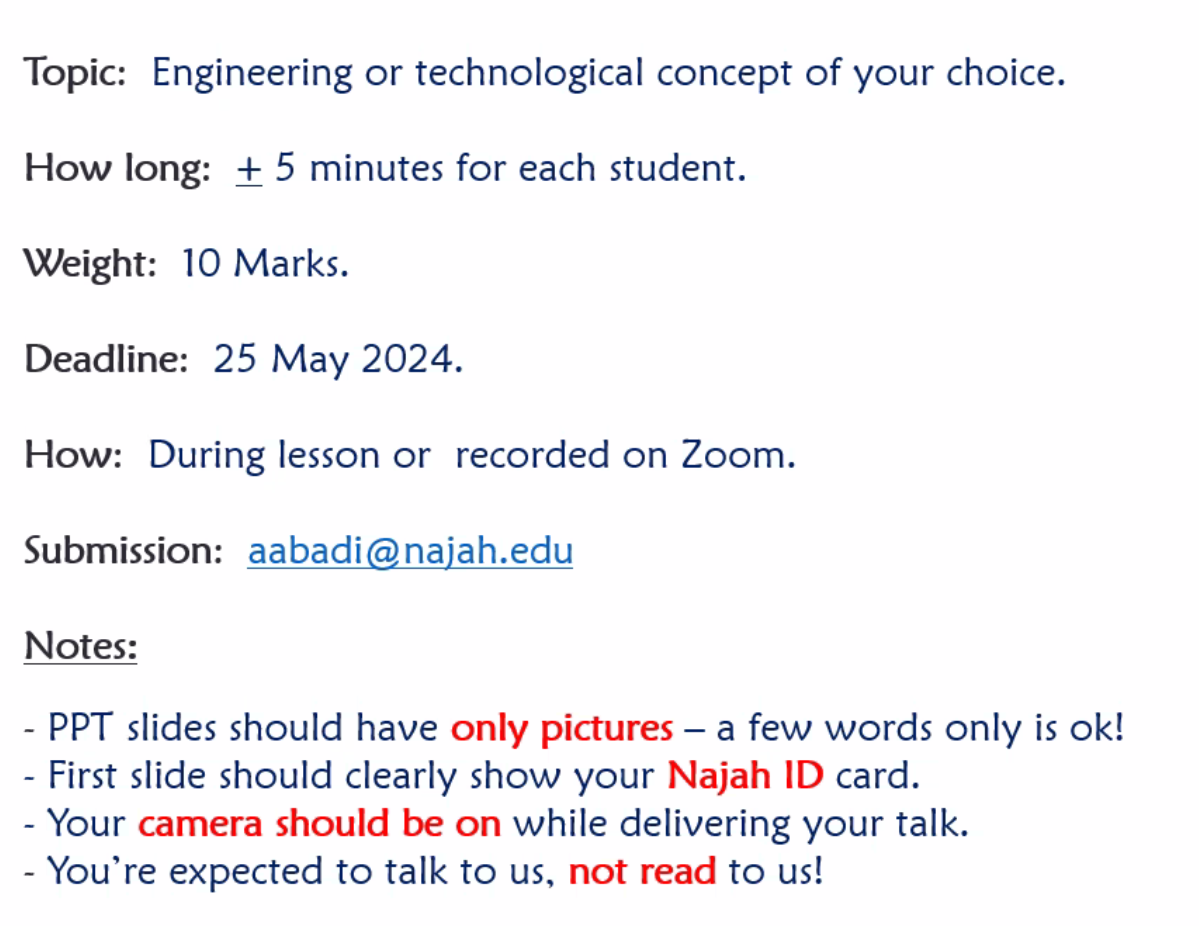 Topic: Engineering or technological concept of your choice.
How long: ± 5 minutes for each student.
Weight: 10 Marks.
Deadline: 25 May 2024.
How: During lesson or recorded on Zoom.
Submission: aabadi@najah.edu
Notes:
- PPT slides should have only pictures – a few words only is ok!
- First slide should clearly show your Najah ID card.
- Your camera should be on while delivering your talk.
- You're expected to talk to us, not read to us!